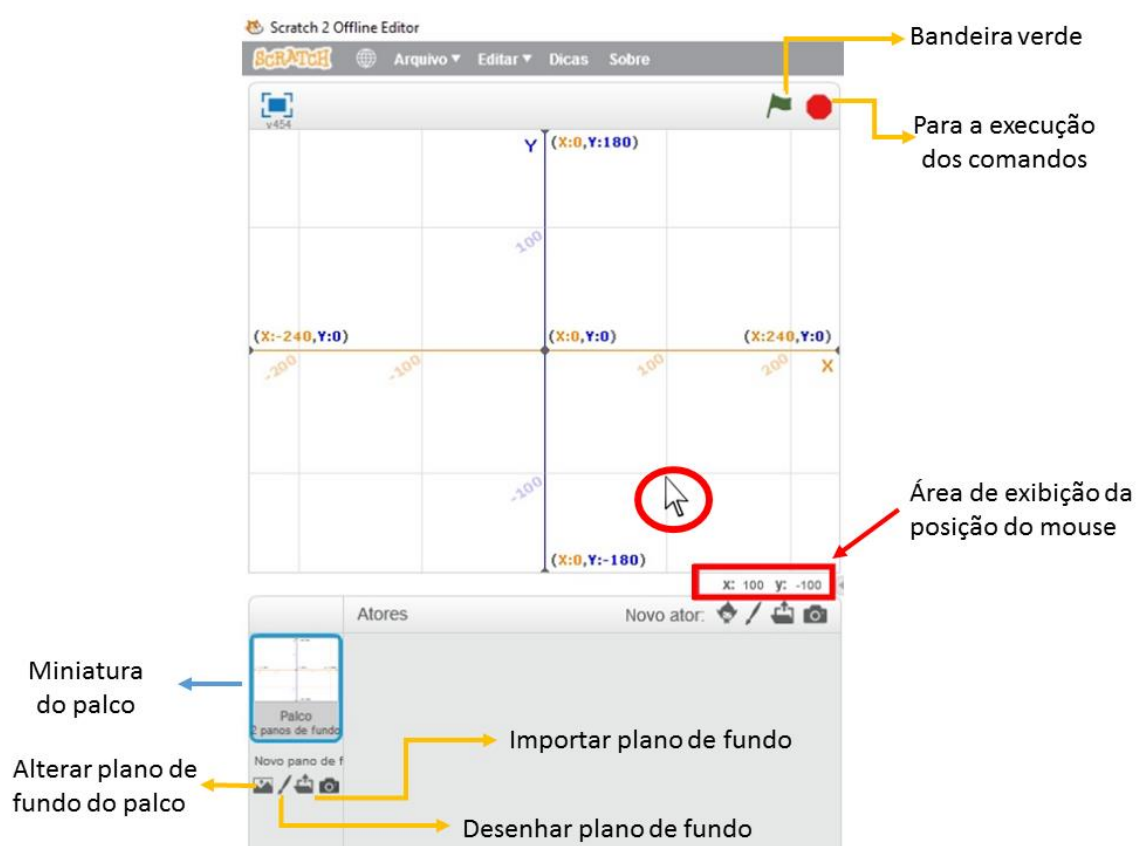 Scratch 2 Offline Editor
SCRATCH Arquivo Editar Dicas Sobre
v454
Bandeira verde
Para a execução
dos comandos
Y (X:0,Y:180)
100
(X:-240,Y:0) (X:0,Y:0) (X:240,Y:0)
-200 -100 100 200 X
-100
(X:0,Y:-180)
Área de exibição da
posição do mouse
x: 100 y: -100
Atores Novo ator:
Miniatura
do palco
Palco
2 panos de fundo
Novo pano de f
Importar plano de fundo
Alterar plano de
fundo do palco
Desenhar plano de fundo